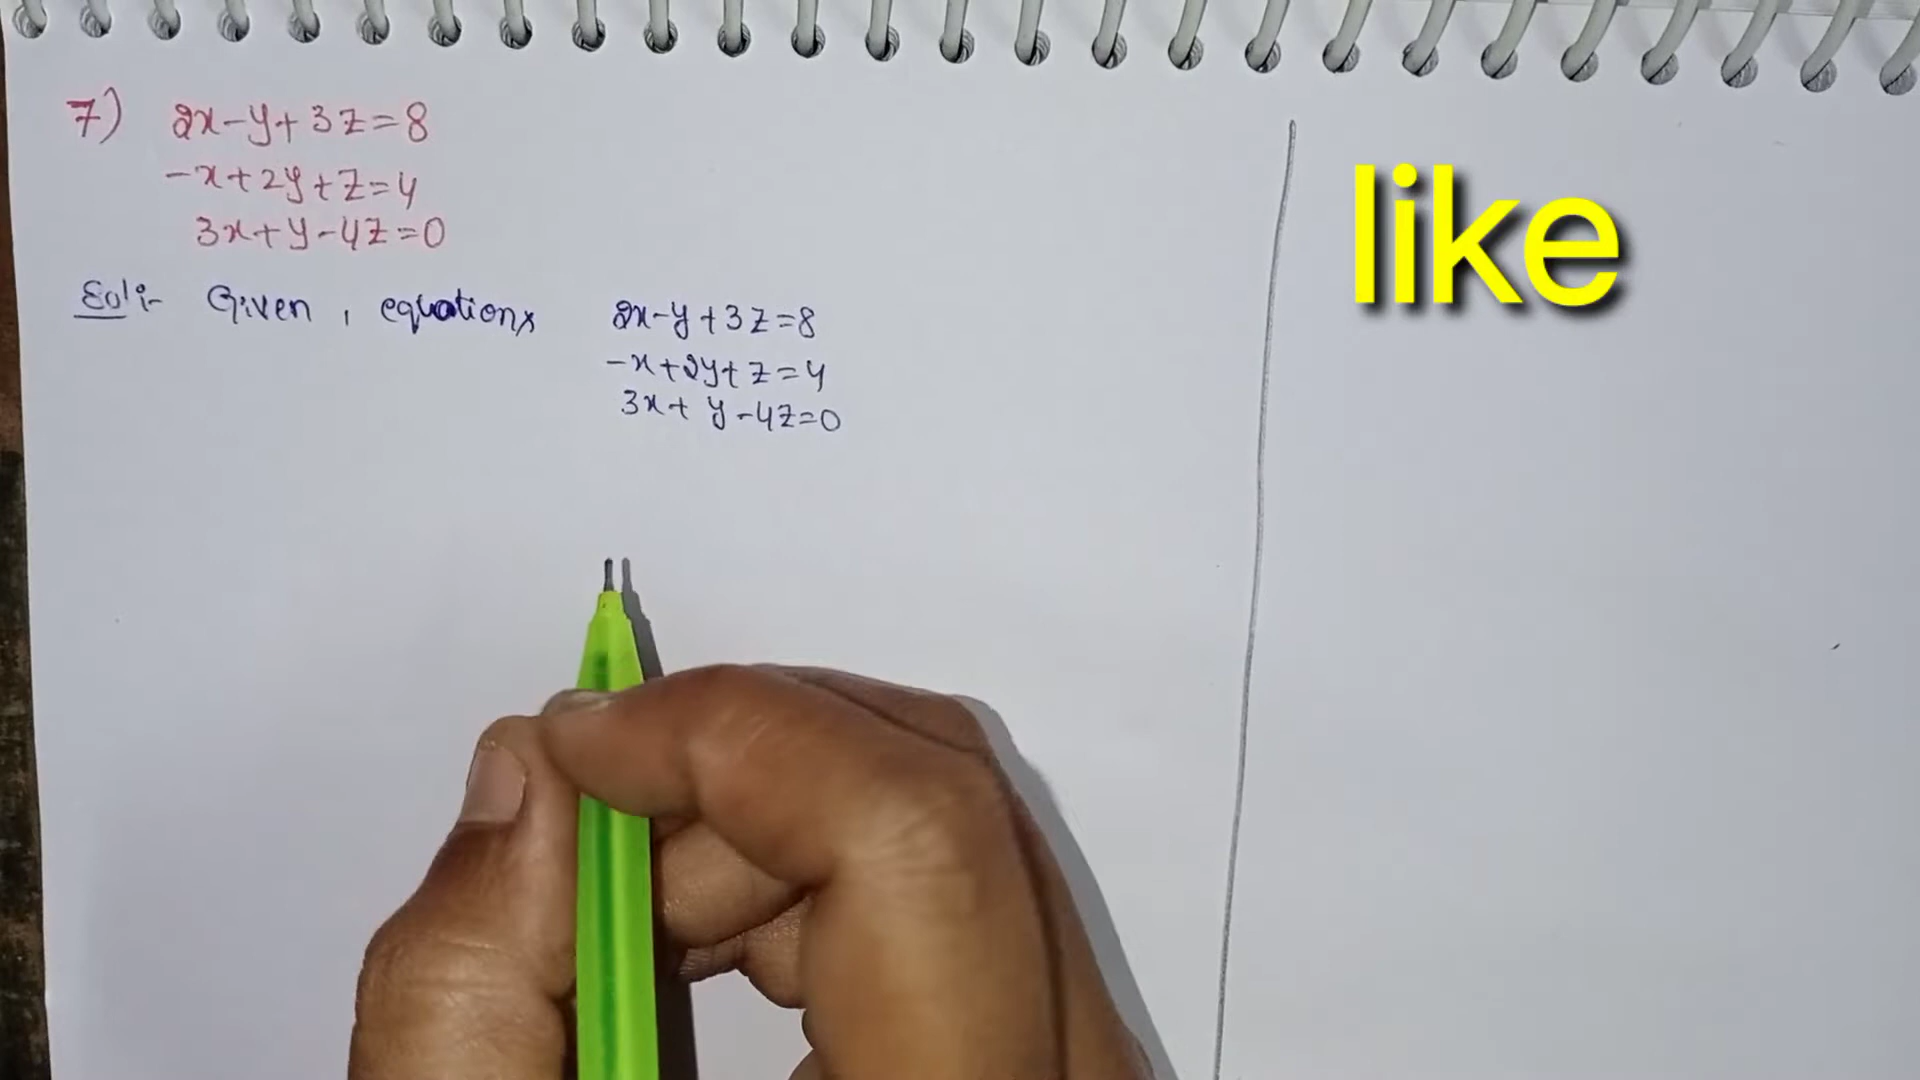 7) 2x-y+3z=8
-x+2y+z=4
3x+y-4z=0
Sol:- Given, equations 2x-y+3z=8
-x+2y+z=4
3x+y-4z=0
like